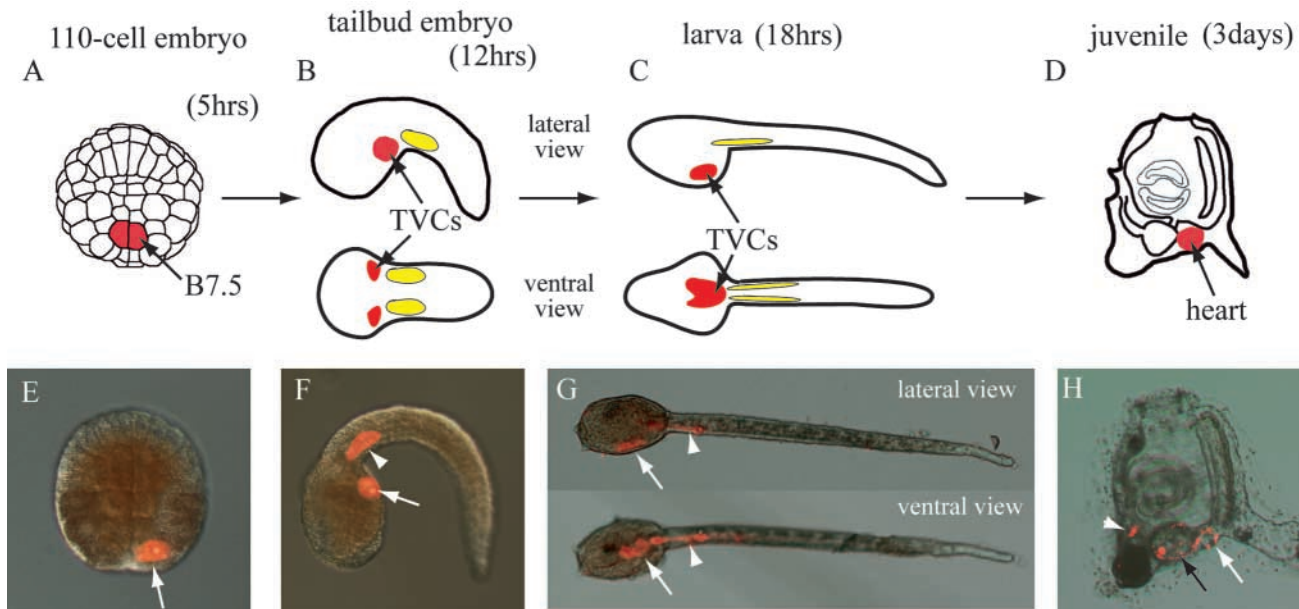 110-cell embryo
A
(5hrs)
B7.5
tailbud embryo
(12hrs)
B
TVCs
lateral
view
ventral
view
larva (18hrs)
C
TVCs
juvenile (3days)
D
heart
E
F
G
lateral view
ventral view
H